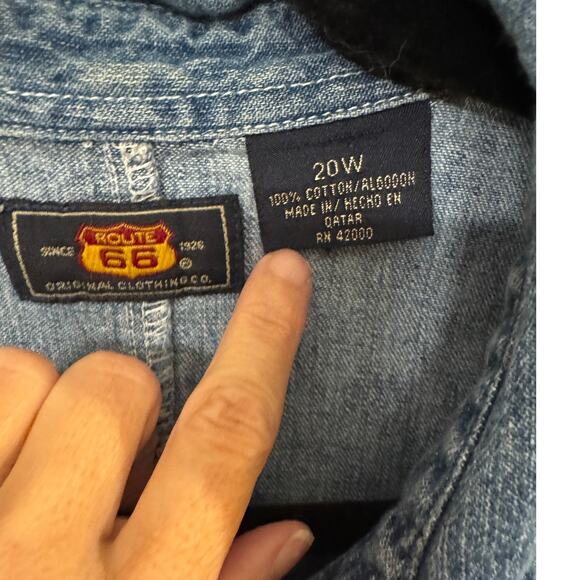 SINCE 1926
ROUTE
66 ®
ORIGINAL CLOTHING CO.
20W
100% COTTON/ALGODON
MADE IN/HECHO EN
QATAR
RN 42000